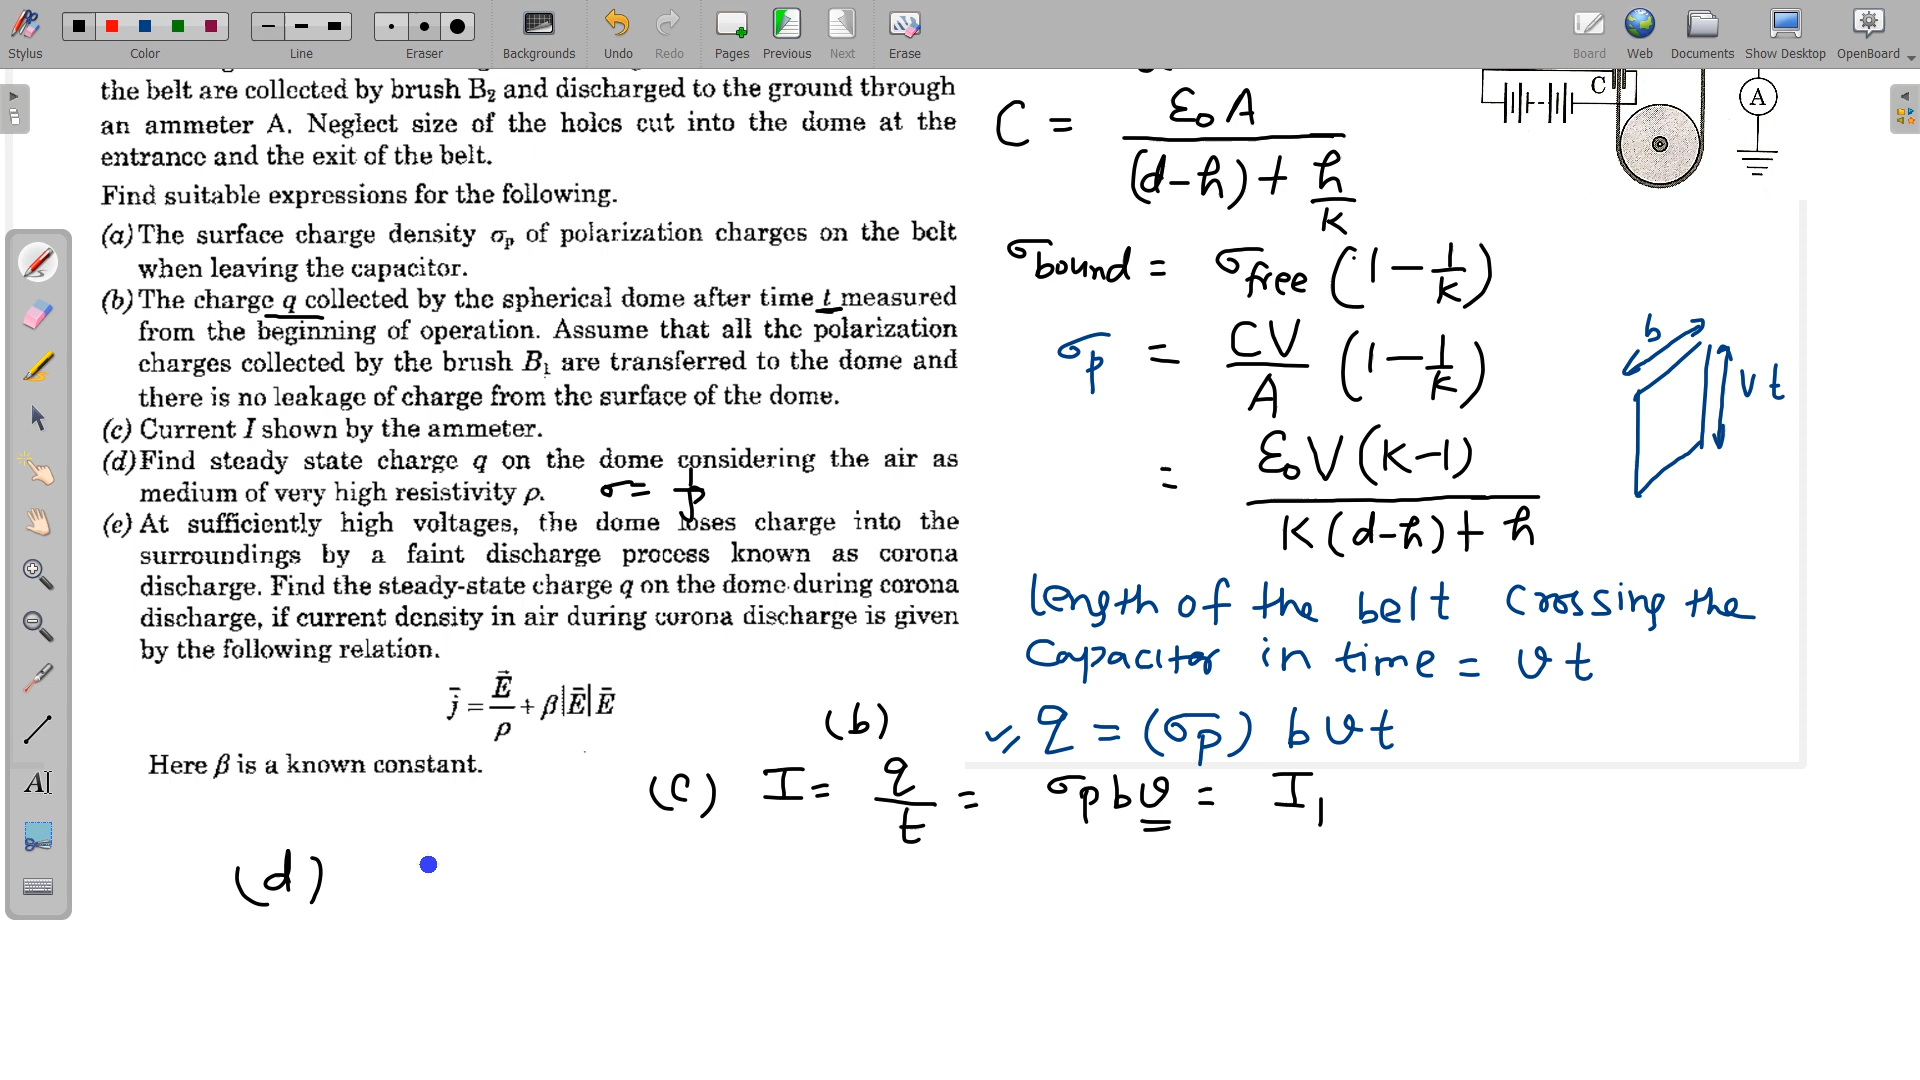 Stylus Color Line Eraser Backgrounds Undo Redo Pages Previous Next Erase Board Web Documents Show Desktop OpenBoard
the belt are collected by brush B₂ and discharged to the ground through
an ammeter A. Neglect size of the holes cut into the dome at the
entrance and the exit of the belt.
Find suitable expressions for the following.
(a) The surface charge density σₚ of polarization charges on the belt
when leaving the capacitor.
(b) The charge q collected by the spherical dome after time t measured
from the beginning of operation. Assume that all the polarization
charges collected by the brush B₁ are transferred to the dome and
there is no leakage of charge from the surface of the dome.
(c) Current I shown by the ammeter.
(d) Find steady state charge q on the dome considering the air as
medium of very high resistivity ρ. σ = 1/ρ
(e) At sufficiently high voltages, the dome loses charge into the
surroundings by a faint discharge process known as corona
discharge. Find the steady-state charge q on the dome during corona
discharge, if current density in air during corona discharge is given
by the following relation.
j̄ = E⃗/ρ + β|Ē|Ē
Here β is a known constant.
C = ε₀A / ((d-h) + h/k)
σbound = σfree (1 - 1/k)
σp = CV/A (1 - 1/k)
= ε₀V(k-1) / (k(d-h) + h)
length of the belt crossing the
capacitor in time = vt
(b) q = (σp) b v t
(c) I = q/t = σp b v = I₁
(d)
C
A
b
v t
A